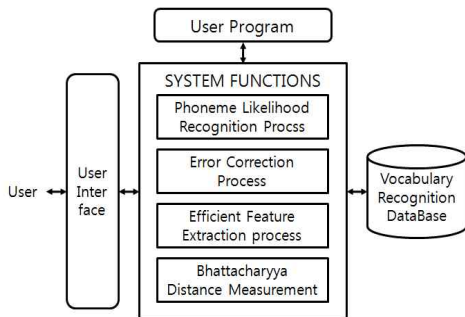 User Program
SYSTEM FUNCTIONS
Phoneme Likelihood
Recognition Procss
Error Correction
Process
Efficient Feature
Extraction process
Bhattacharyya
Distance Measurement
User
User
Inter
face
Vocabulary
Recognition
DataBase